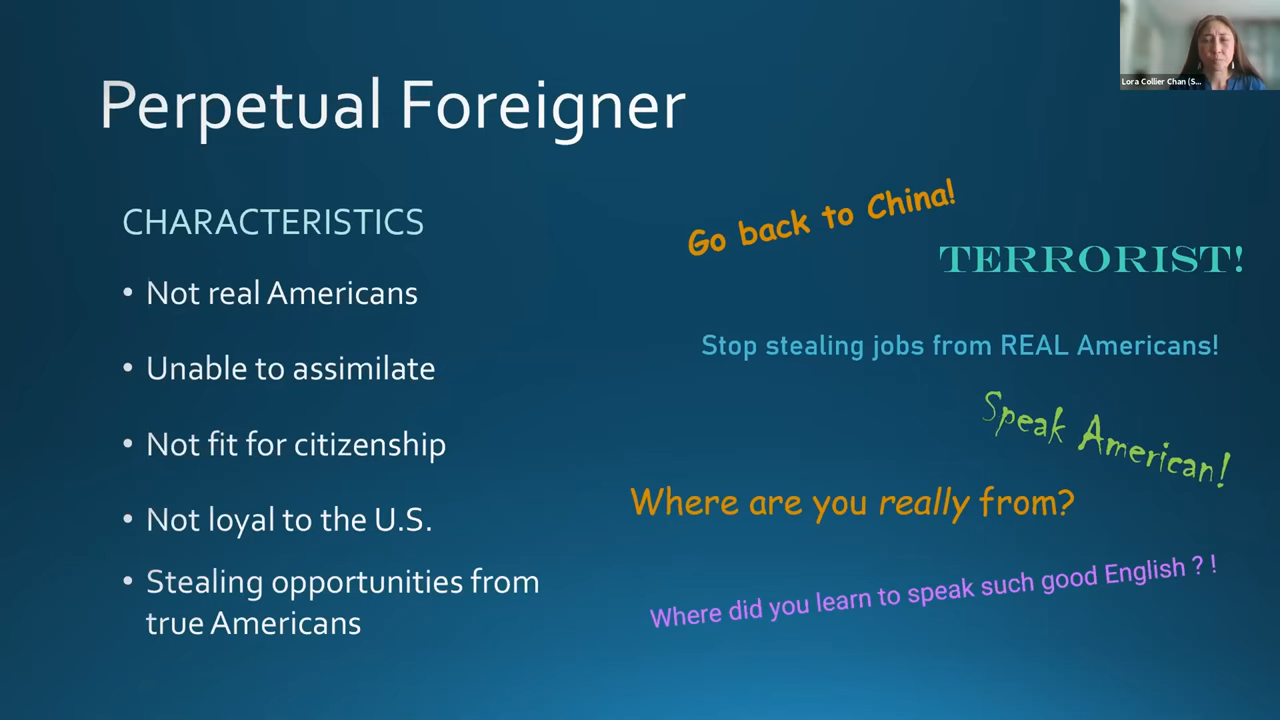 Lora Collier Chan (S...
Perpetual Foreigner
CHARACTERISTICS
• Not real Americans
• Unable to assimilate
• Not fit for citizenship
• Not loyal to the U.S.
• Stealing opportunities from
true Americans
Go back to China!
TERRORIST!
Stop stealing jobs from REAL Americans!
Speak American!
Where are you really from?
Where did you learn to speak such good English ? !